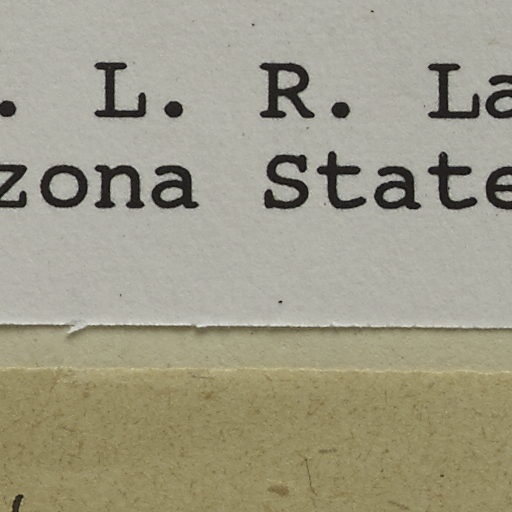 . L. R. La
zona State